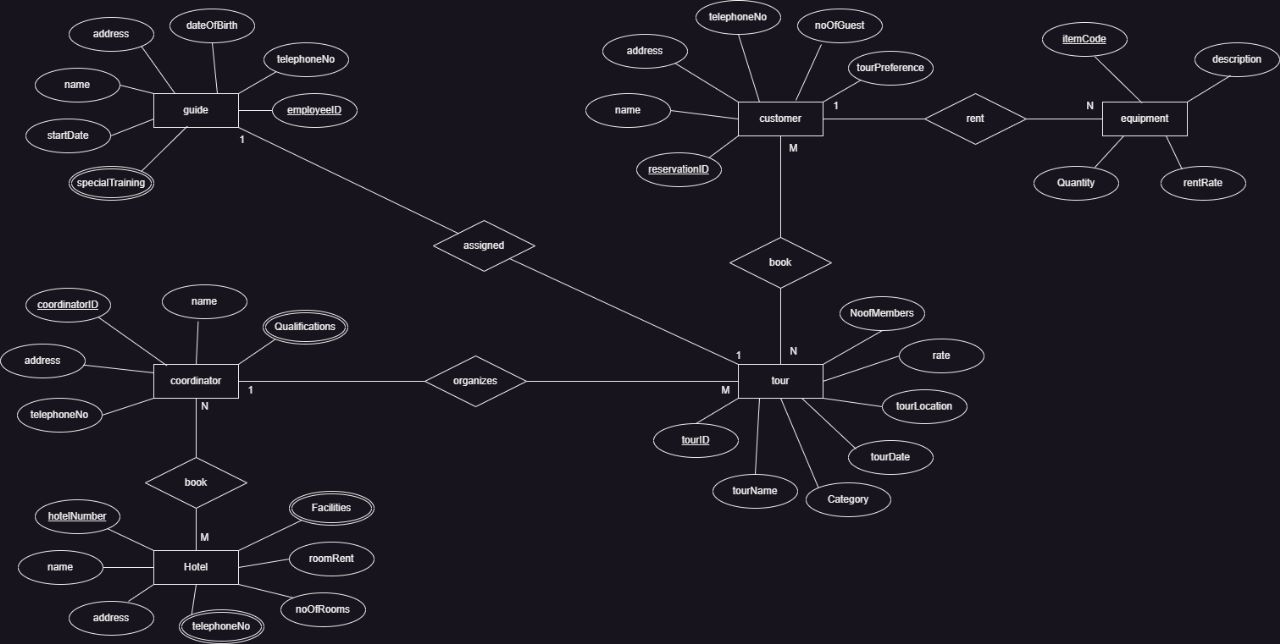 telephoneNo
noOfGuest
dateOfBirth
address
itemCode
address
telephoneNo
description
tourPreference
name
1
N
guide
employeeID
name
customer
rent
equipment
startDate
1
M
reservationID
specialTraining
Quantity
rentRate
assigned
book
coordinatorID
name
NoofMembers
Qualifications
N
1
rate
address
coordinator
organizes
tour
1
M
N
tourLocation
telephoneNo
tourID
tourDate
book
tourName
Category
Facilities
hotelNumber
M
roomRent
name
Hotel
noOfRooms
address
telephoneNo